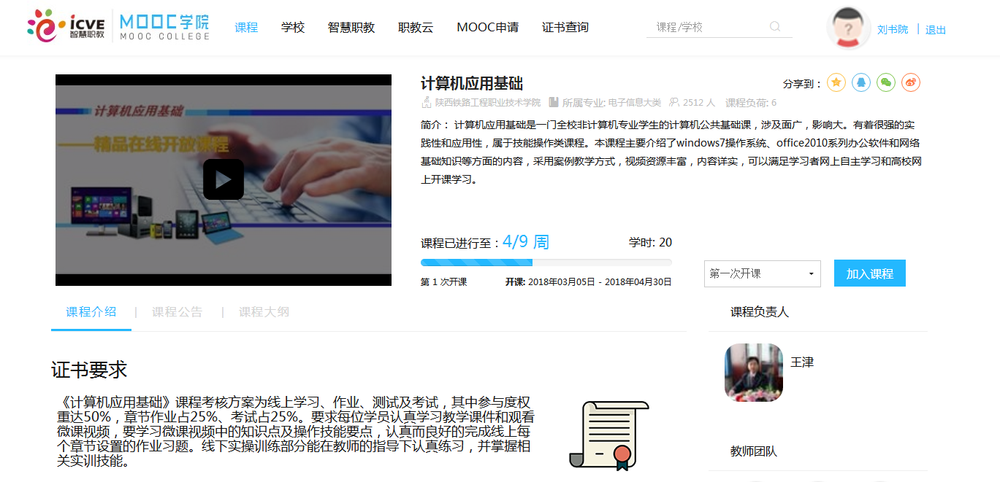 icve
智慧职教
MOOC学院
MOOC COLLEGE
课程
学校
智慧职教
职教云
MOOC申请
证书查询
课程/学校
刘书院 | 退出
计算机应用基础
——精品在线开放课程
计算机应用基础
分享到：
陕西铁路工程职业技术学院 所属专业: 电子信息大类 2512 人 课程负荷: 6
简介： 计算机应用基础是一门全校非计算机专业学生的计算机公共基础课，涉及面广，影响大。有着很强的实
践性和应用性，属于技能操作类课程。本课程主要介绍了windows7操作系统、office2010系列办公软件和网络
基础知识等方面的内容，采用案例教学方式，视频资源丰富，内容详实，可以满足学习者网上自主学习和高校网
上开课学习。
课程已进行至：4/9 周
学时: 20
第 1 次开课
开课: 2018年03月05日 - 2018年04月30日
第一次开课
加入课程
课程介绍 | 课程公告 | 课程大纲
课程负责人
王津
证书要求
《计算机应用基础》课程考核方案为线上学习、作业、测试及考试，其中参与度权
重达50%，章节作业占25%、考试占25%。要求每位学员认真学习教学课件和观看
微课视频，要学习微课视频中的知识点及操作技能要点，认真而良好的完成线上每
个章节设置的作业习题。线下实操训练部分能在教师的指导下认真练习，并掌握相
关实训技能。
教师团队